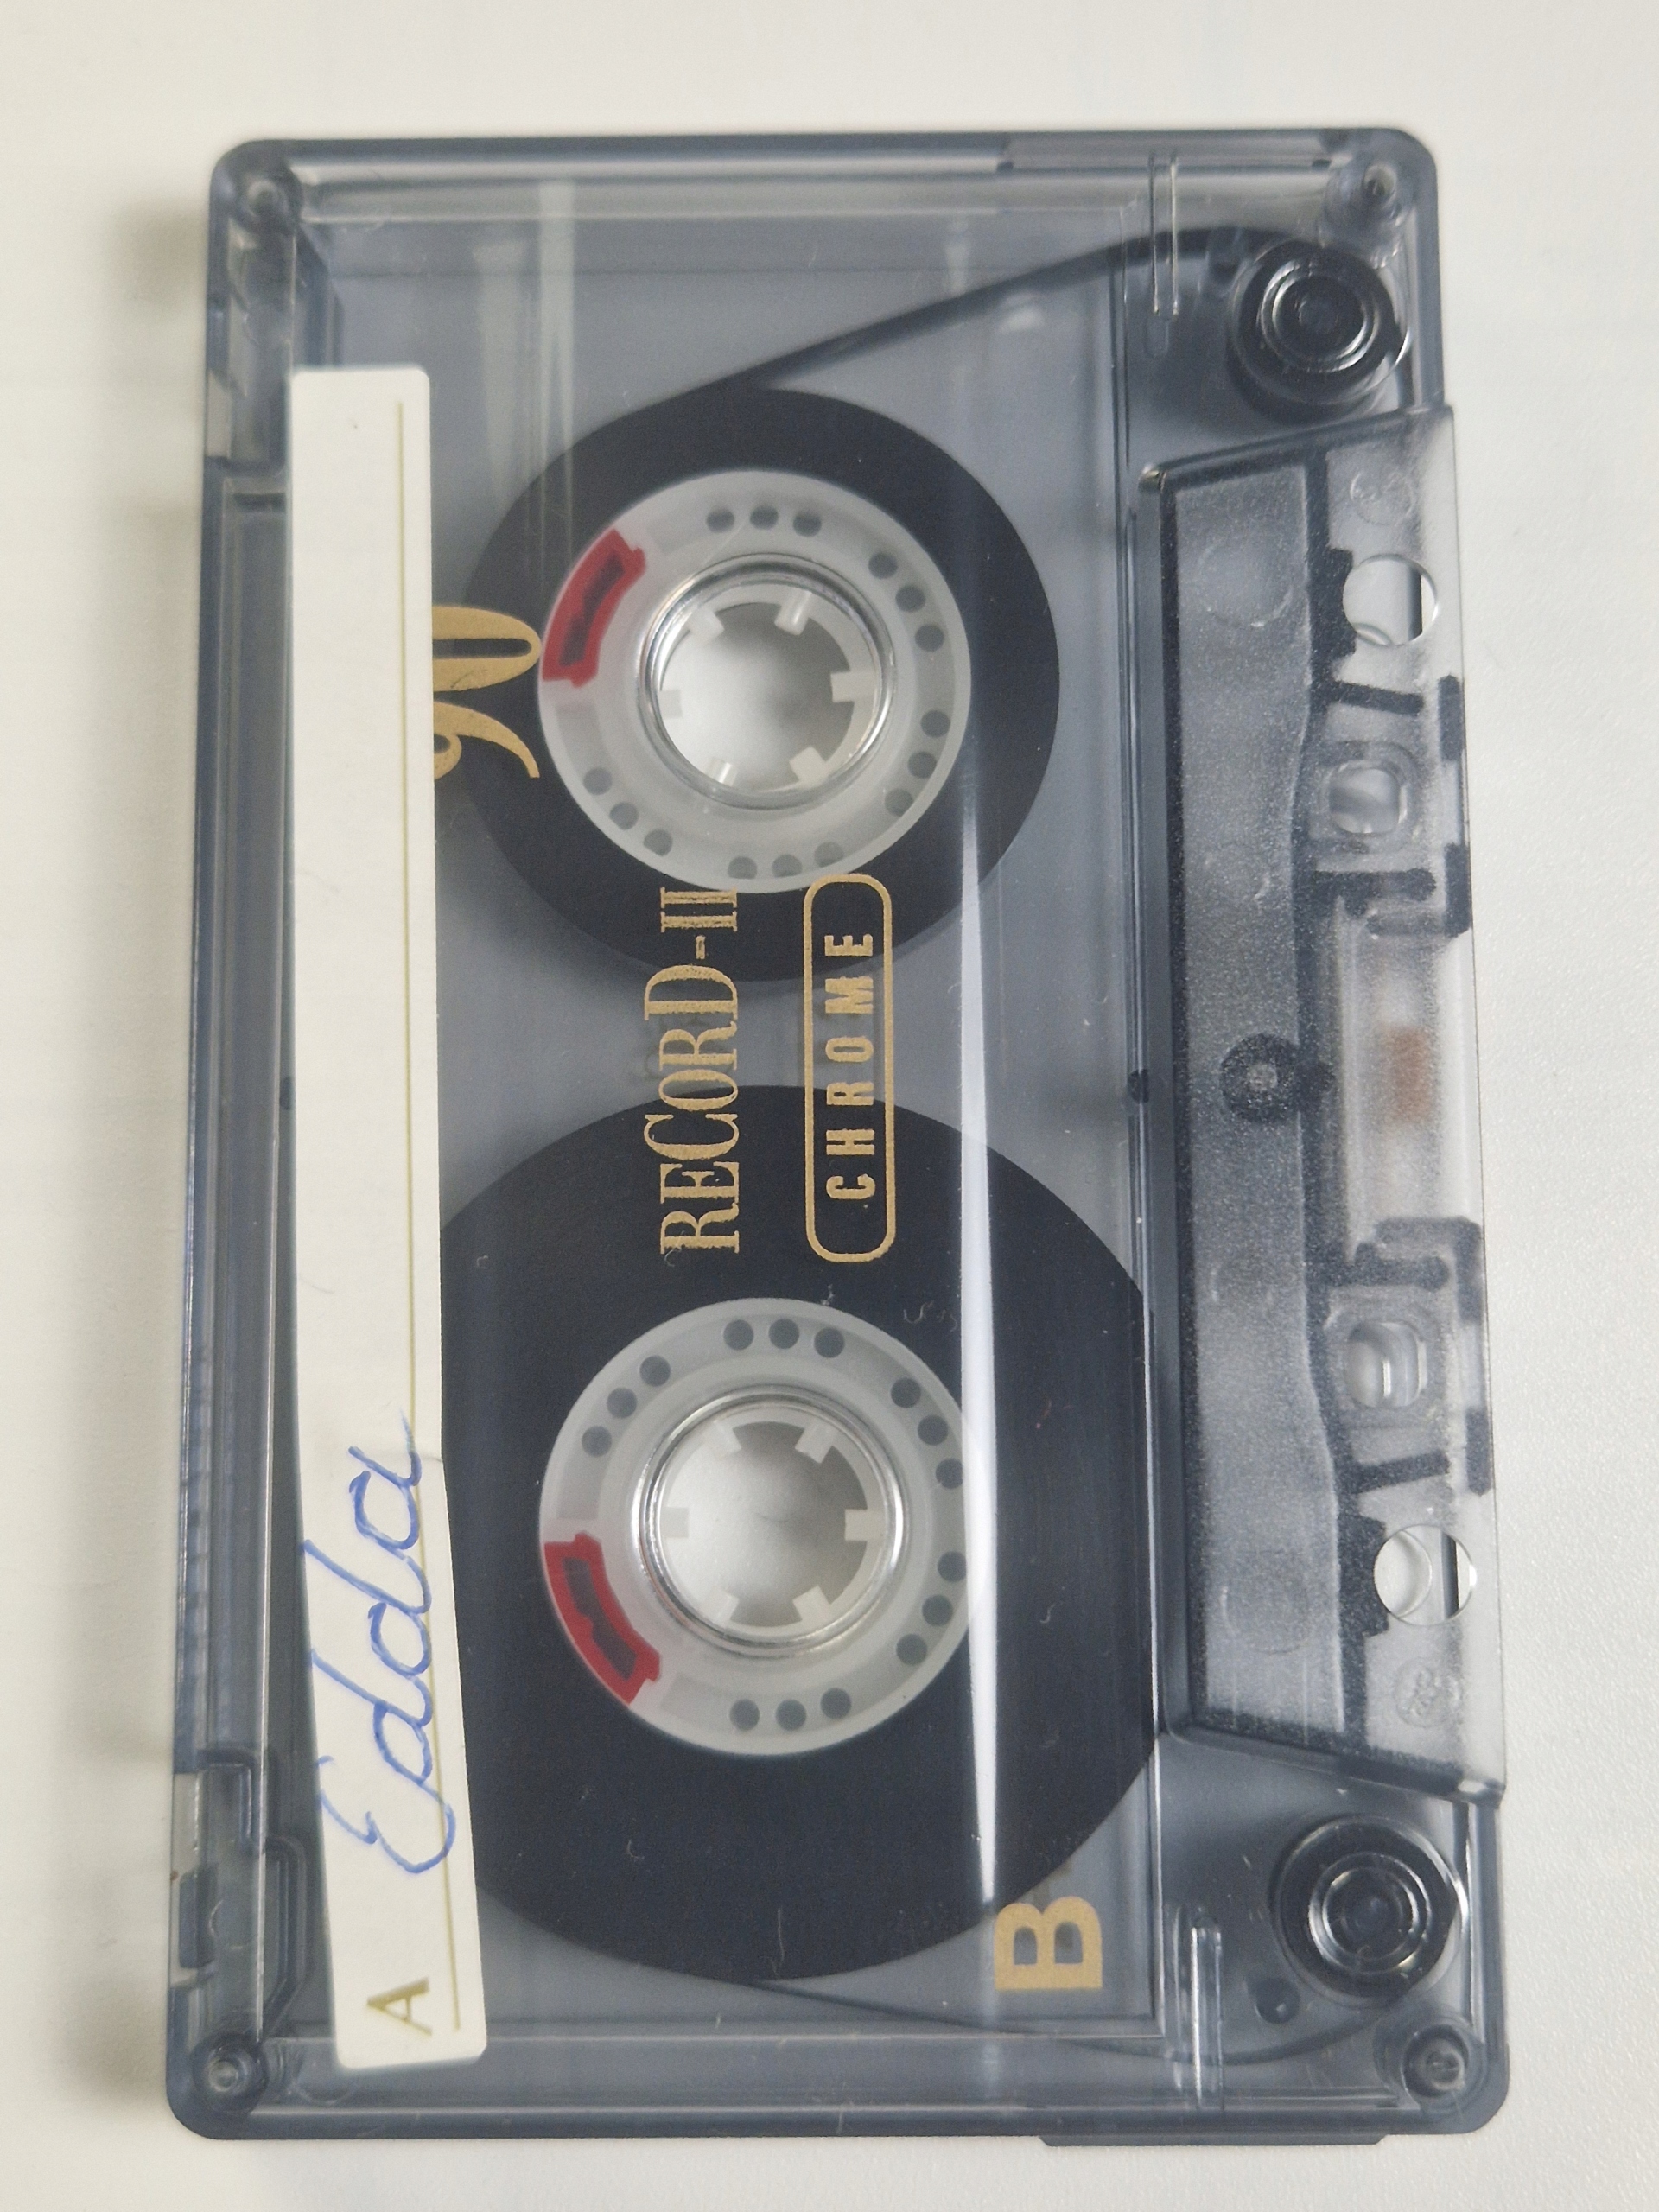 A
Edda
90
RECORD-II
CHROME
B